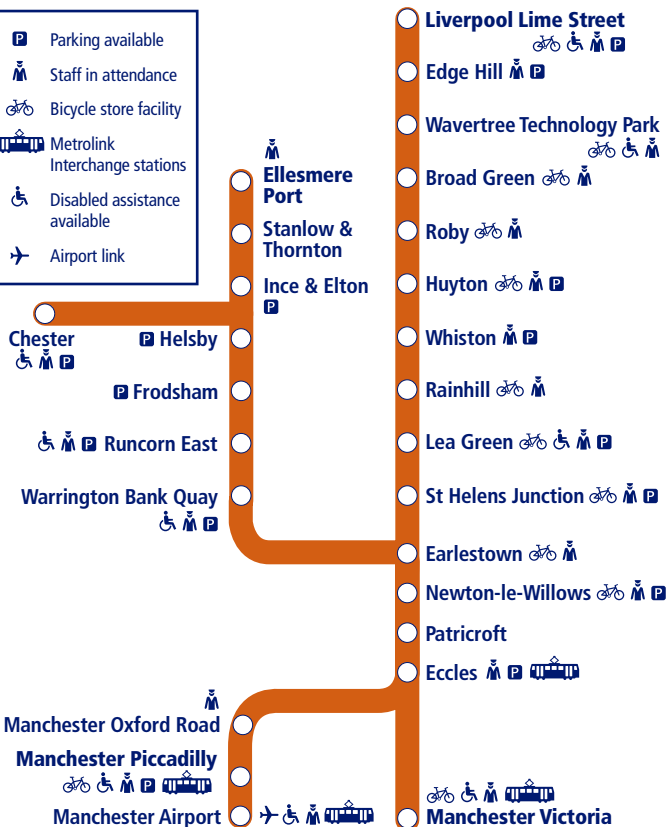 P Parking available
Staff in attendance
Bicycle store facility
Metrolink
Interchange stations
Disabled assistance
available
Airport link
Liverpool Lime Street
P
Edge Hill P
Wavertree Technology Park
Broad Green
Roby
Huyton P
Whiston P
Rainhill
Lea Green P
St Helens Junction P
Earlestown
Newton-le-Willows P
Patricroft
Eccles P
Manchester Victoria
Ellesmere
Port
Stanlow &
Thornton
Ince & Elton
P
Chester
P
P Helsby
P Frodsham
P Runcorn East
Warrington Bank Quay
P
Manchester Oxford Road
Manchester Piccadilly
P
Manchester Airport